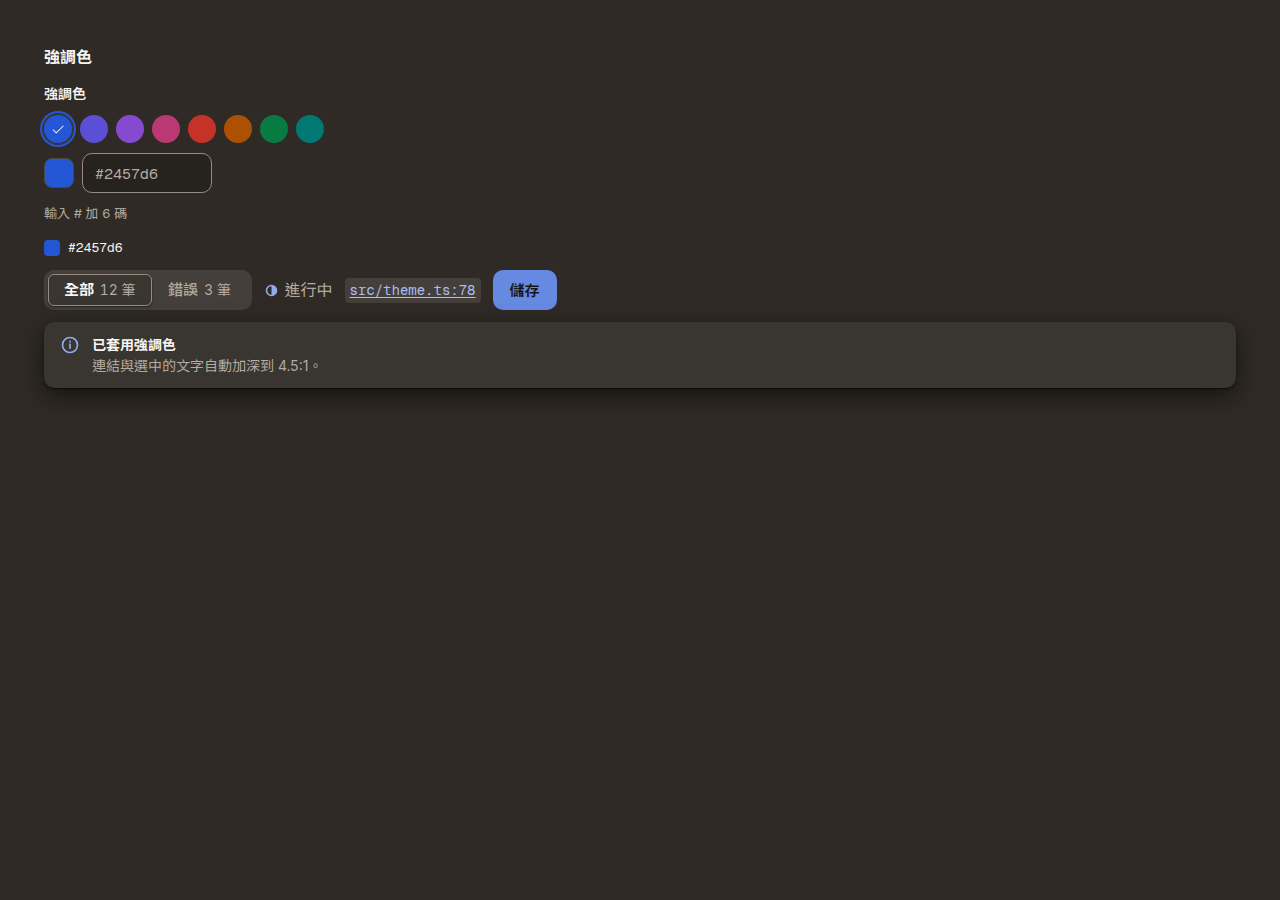 強調色
強調色
#2457d6
輸入 # 加 6 碼
#2457d6
全部 12 筆 錯誤 3 筆 進行中 src/theme.ts:78 儲存
已套用強調色
連結與選中的文字自動加深到 4.5:1。